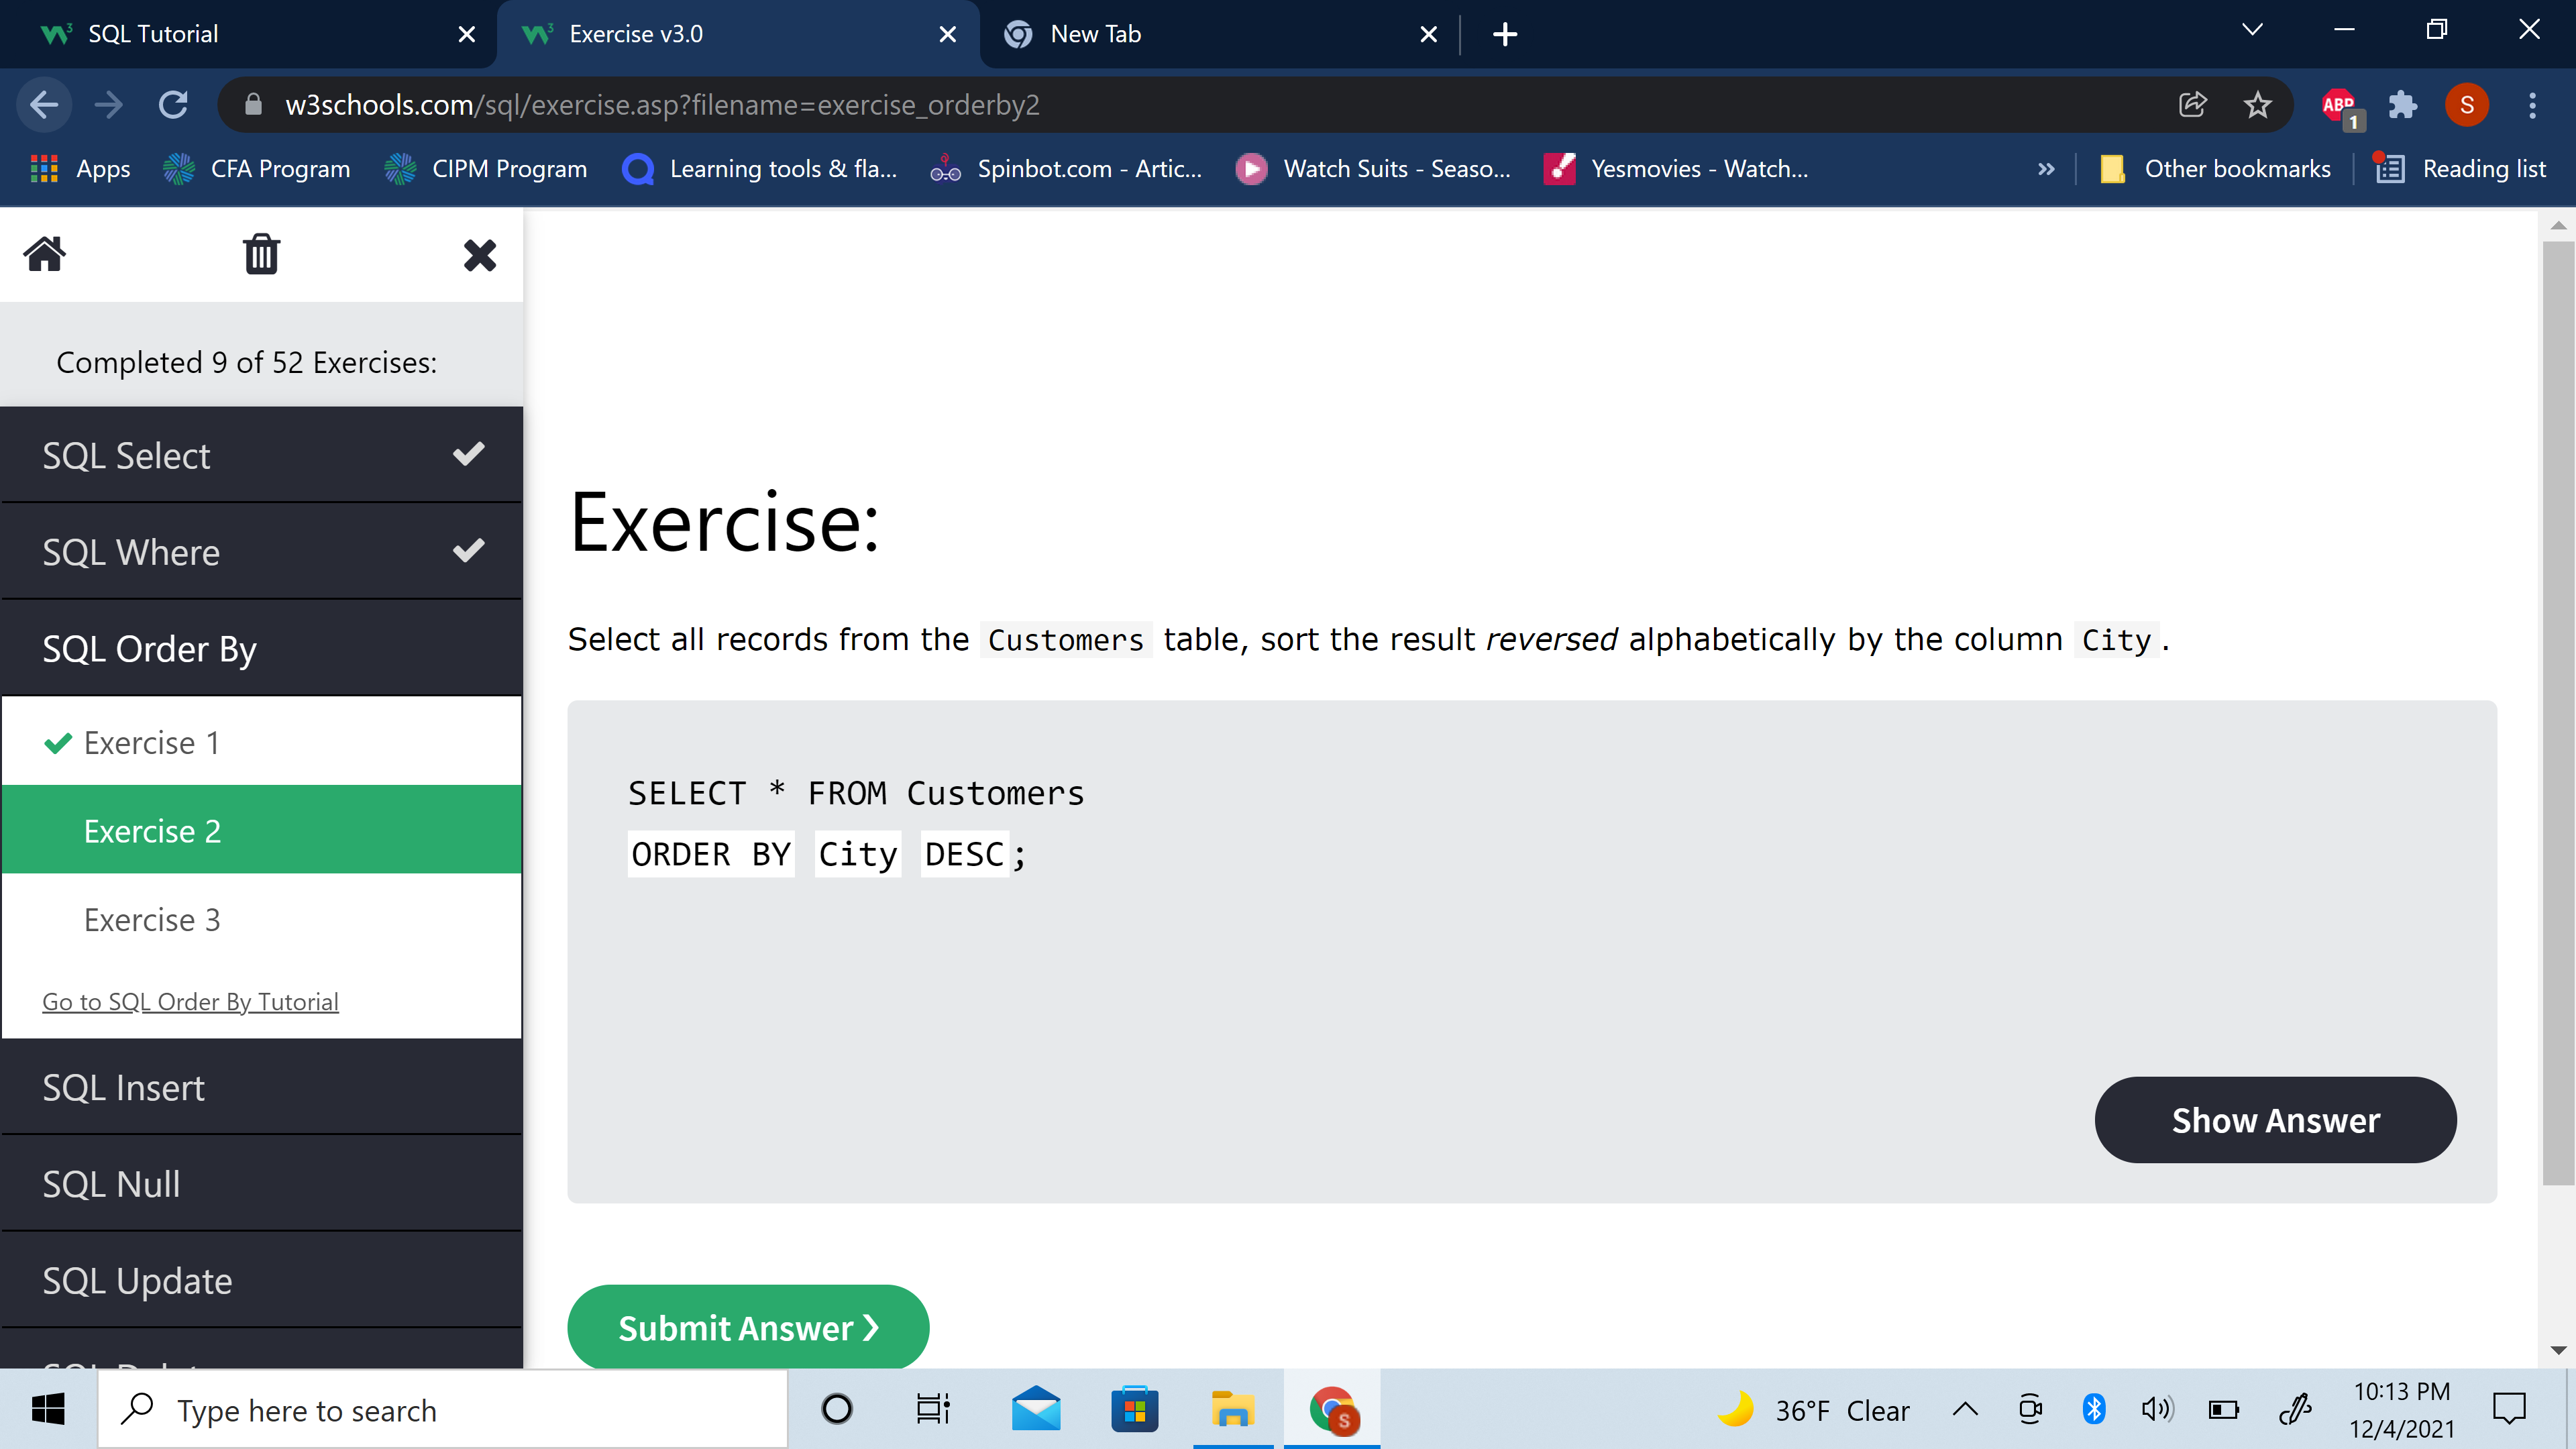 SQL Tutorial
Exercise v3.0
New Tab
w3schools.com/sql/exercise.asp?filename=exercise_orderby2
ABP
1
S
Apps
CFA Program
CIPM Program
Learning tools & fla...
Spinbot.com - Artic...
Watch Suits - Seaso...
Yesmovies - Watch...
»
Other bookmarks
Reading list
Completed 9 of 52 Exercises:
SQL Select
SQL Where
SQL Order By
Exercise 1
Exercise 2
Exercise 3
Go to SQL Order By Tutorial
SQL Insert
SQL Null
SQL Update
Exercise:
Select all records from the Customers table, sort the result reversed alphabetically by the column City.
SELECT * FROM Customers
ORDER BY City DESC;
Show Answer
Submit Answer ❯
Type here to search
S
36°F Clear
10:13 PM
12/4/2021